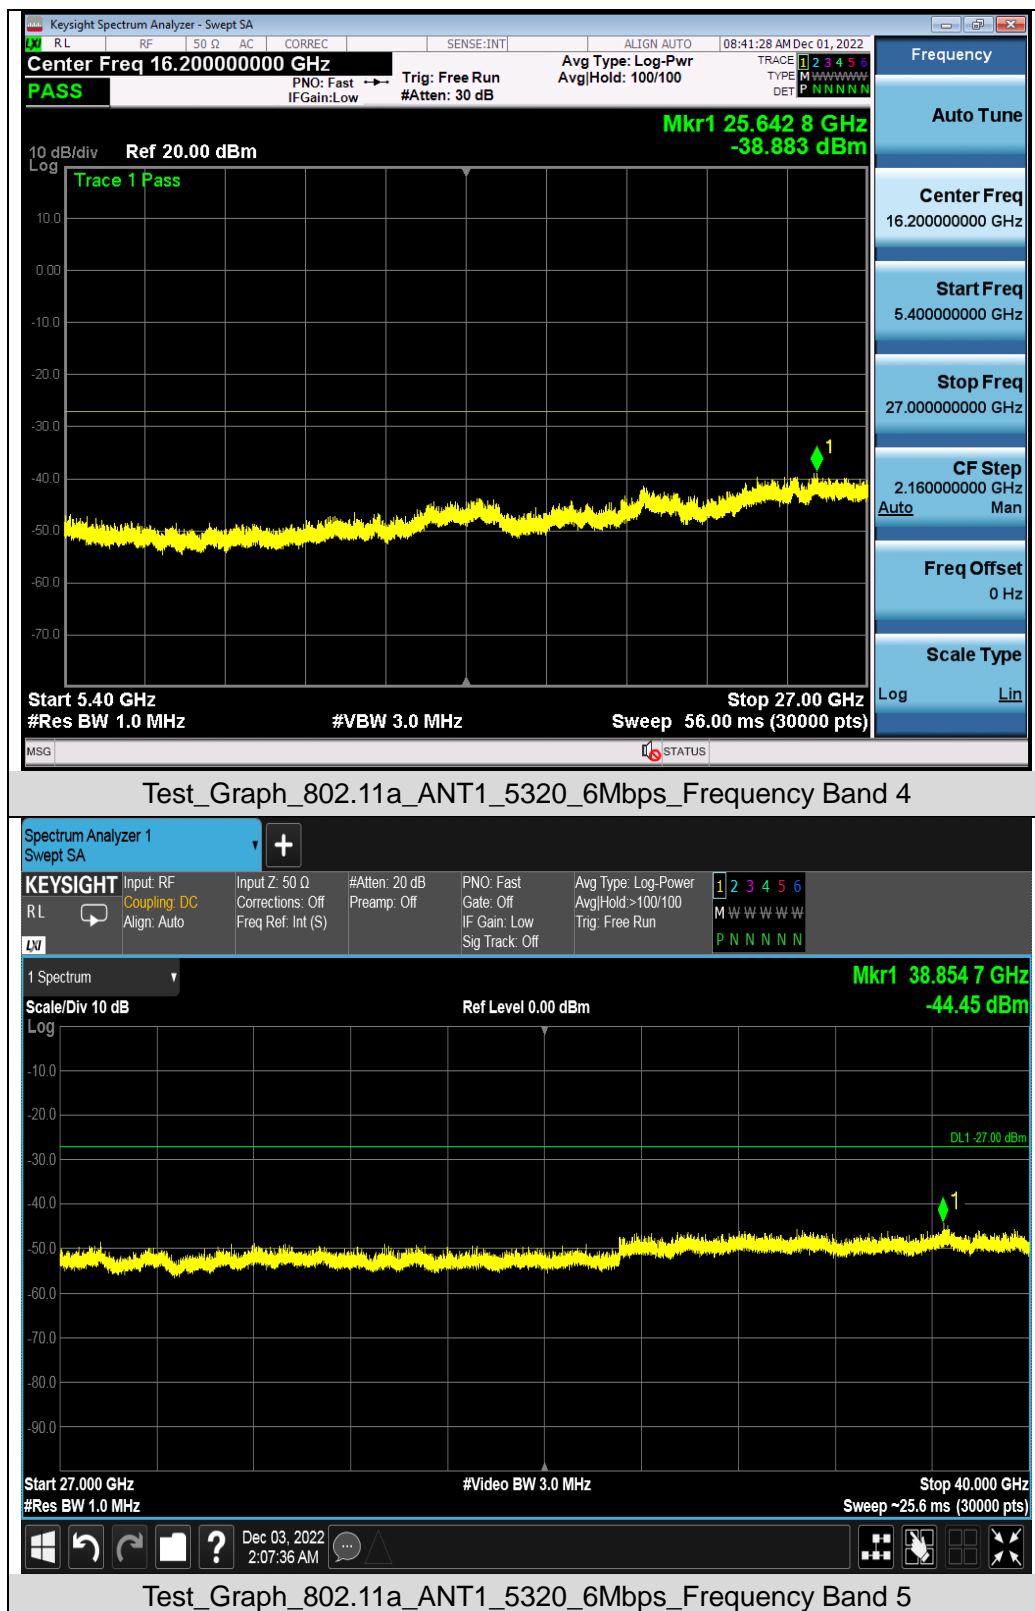 Keysight Spectrum Analyzer - Swept SA
LXI RL RF 50 Ω AC CORREC SENSE:INT ALIGN AUTO 08:41:28 AM Dec 01, 2022
Center Freq 16.200000000 GHz
PNO: Fast
IFGain:Low
Trig: Free Run
#Atten: 30 dB
Avg Type: Log-Pwr
Avg|Hold: 100/100
TRACE 1 2 3 4 5 6
TYPE M W W W W W
DET P N N N N N
PASS
Mkr1 25.642 8 GHz
-38.883 dBm
10 dB/div Ref 20.00 dBm
Log
Trace 1 Pass
10.0
0.00
-10.0
-20.0
-30.0
-40.0
-50.0
-60.0
-70.0
1
Start 5.40 GHz Stop 27.00 GHz
#Res BW 1.0 MHz #VBW 3.0 MHz Sweep 56.00 ms (30000 pts)
MSG STATUS
Frequency
Auto Tune
Center Freq
16.200000000 GHz
Start Freq
5.400000000 GHz
Stop Freq
27.000000000 GHz
CF Step
2.160000000 GHz
Auto Man
Freq Offset
0 Hz
Scale Type
Log Lin
Test_Graph_802.11a_ANT1_5320_6Mbps_Frequency Band 4
Spectrum Analyzer 1
Swept SA
+
KEYSIGHT
RL
LXI
Input: RF
Coupling: DC
Align: Auto
Input Z: 50 Ω
Corrections: Off
Freq Ref: Int (S)
#Atten: 20 dB
Preamp: Off
PNO: Fast
Gate: Off
IF Gain: Low
Sig Track: Off
Avg Type: Log-Power
Avg|Hold:>100/100
Trig: Free Run
1 2 3 4 5 6
M W W W W W
P N N N N N
1 Spectrum
Mkr1 38.854 7 GHz
-44.45 dBm
Scale/Div 10 dB Ref Level 0.00 dBm
Log
-10.0
-20.0
-30.0
-40.0
-50.0
-60.0
-70.0
-80.0
-90.0
DL1 -27.00 dBm
1
Start 27.000 GHz #Video BW 3.0 MHz Stop 40.000 GHz
#Res BW 1.0 MHz Sweep ~25.6 ms (30000 pts)
?
Dec 03, 2022
2:07:36 AM
Test_Graph_802.11a_ANT1_5320_6Mbps_Frequency Band 5